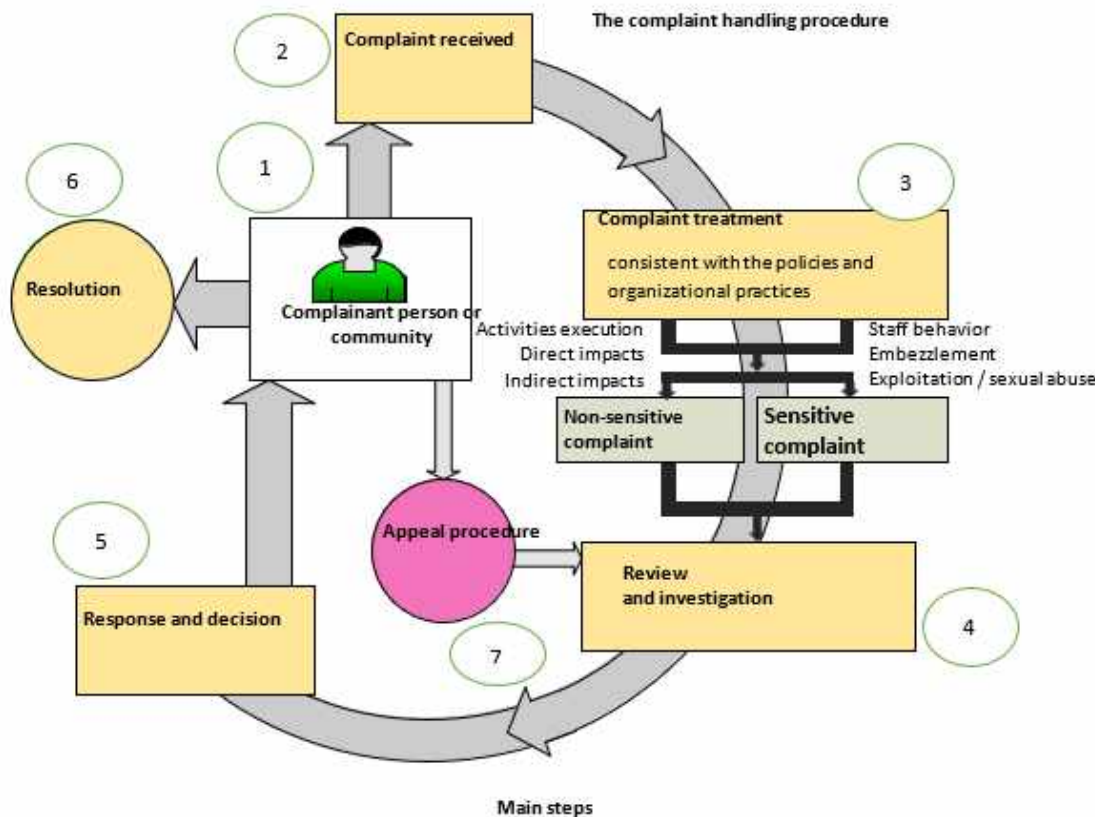 The complaint handling procedure
2
Complaint received
1
6
3
Complaint treatment
consistent with the policies and
organizational practices
Resolution
Complainant person or
community
Activities execution
Direct impacts
Indirect impacts
Staff behavior
Embezzlement
Exploitation / sexual abuse
Non-sensitive
complaint
Sensitive
complaint
5
Appeal procedure
Review
and investigation
Response and decision
4
7
Main steps